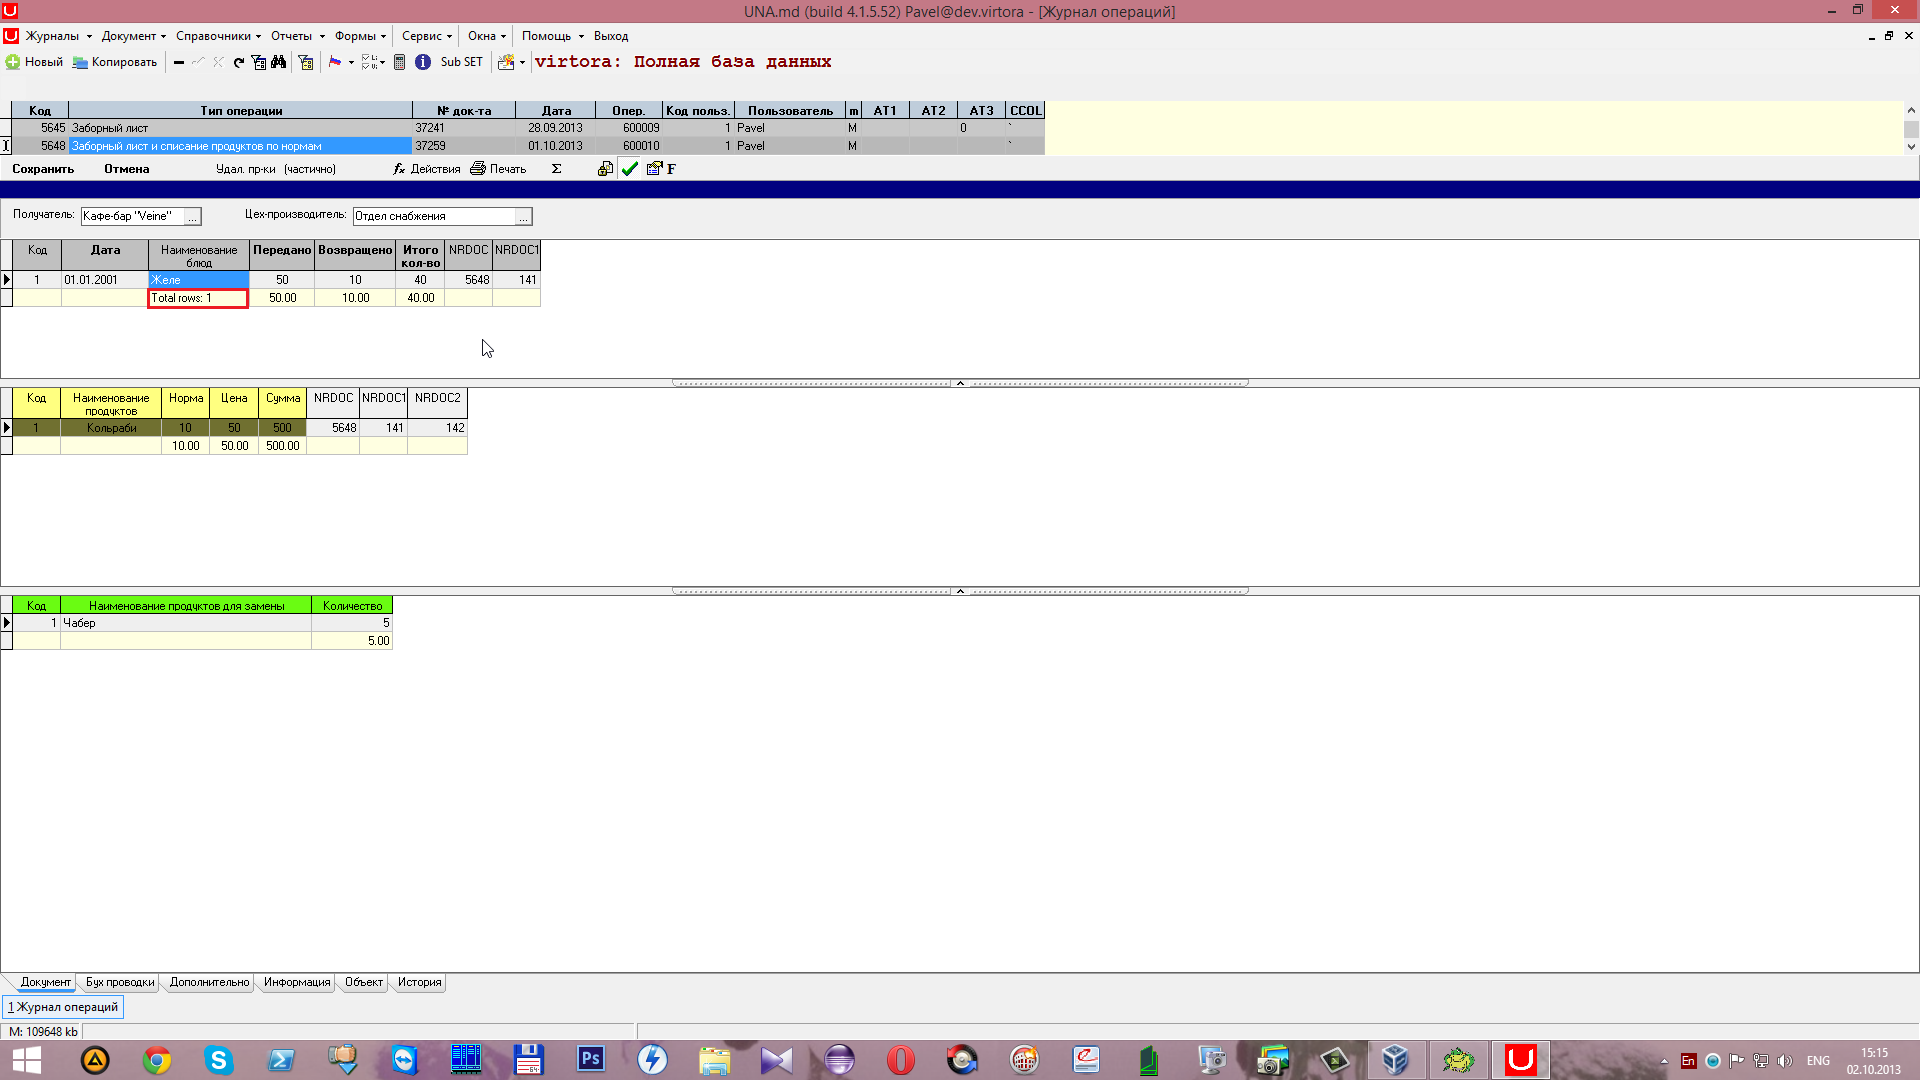 UNA.md (build 4.1.5.52) Pavel@dev.virtora - [Журнал операций]
Журналы Документ Справочники Отчеты Формы Сервис Окна Помощь Выход
Новый Копировать Sub SET virtora: Полная база данных
Код Тип операции № док-та Дата Опер. Код польз. Пользователь m AT1 AT2 AT3 CCOL
5645 Заборный лист 37241 28.09.2013 600009 1 Pavel M 0 `
5648 Заборный лист и списание продуктов по нормам 37259 01.10.2013 600010 1 Pavel M `
Сохранить Отмена Удал. пр-ки (частично) fx Действия Печать Σ F
Получатель: Кафе-бар "Veine" ... Цех-производитель: Отдел снабжения ...
Код Дата Наименование блюд Передано Возвращено Итого кол-во NRDOC NRDOC1
1 01.01.2001 Желе 50 10 40 5648 141
Total rows: 1 50.00 10.00 40.00
Код Наименование продуктов Норма Цена Сумма NRDOC NRDOC1 NRDOC2
1 Кольраби 10 50 500 5648 141 142
10.00 50.00 500.00
Код Наименование продуктов для замены Количество
1 Чабер 5
5.00
Документ Бух проводки Дополнительно Информация Объект История
1 Журнал операций
M: 109648 kb
Ps
64
En
ENG
15:15
02.10.2013